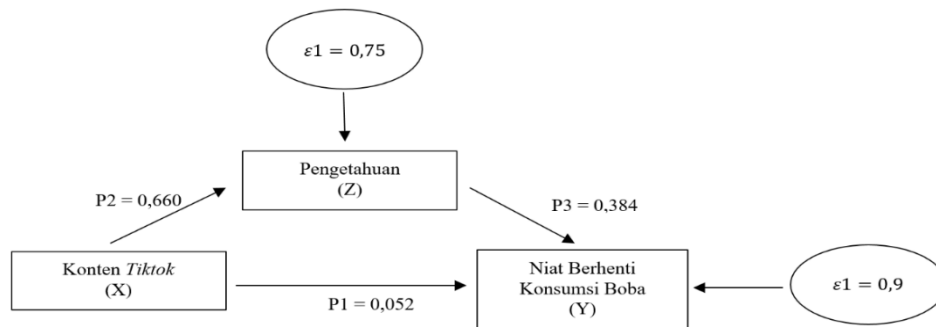 ε1 = 0,75
Pengetahuan
(Z)
P2 = 0,660
P3 = 0,384
Konten Tiktok
(X)
P1 = 0,052
Niat Berhenti
Konsumsi Boba
(Y)
ε1 = 0,9